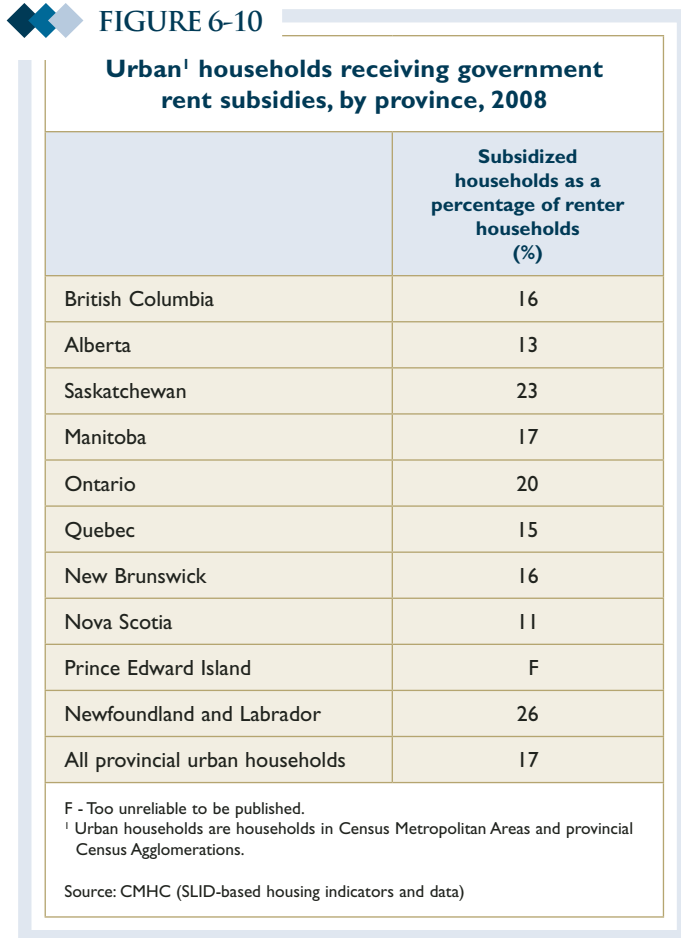 FIGURE 6-10
Urban¹ households receiving government
rent subsidies, by province, 2008
Subsidized
households as a
percentage of renter
households
(%)
British Columbia 16
Alberta 13
Saskatchewan 23
Manitoba 17
Ontario 20
Quebec 15
New Brunswick 16
Nova Scotia 11
Prince Edward Island F
Newfoundland and Labrador 26
All provincial urban households 17
F - Too unreliable to be published.
¹ Urban households are households in Census Metropolitan Areas and provincial
Census Agglomerations.
Source: CMHC (SLID-based housing indicators and data)